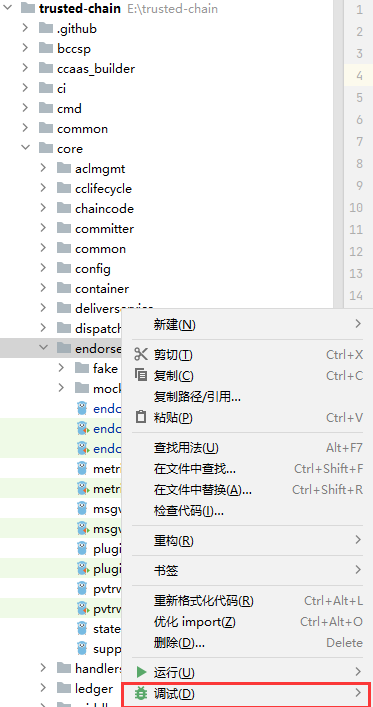 trusted-chain E:\trusted-chain
.github
bccsp
ccaas_builder
ci
cmd
common
core
aclmgmt
cclifecycle
chaincode
committer
common
config
container
deliverservice
dispatch
endorse
fake
mock
endo
endo
endo
metri
metri
msgv
msgv
plugi
plugi
pvtrw
pvtrw
state
supp
handlers
ledger
1
2
3
4
5
6
7
8
9
10
11
12
13
14
新建(N)
剪切(T) Ctrl+X
复制(C) Ctrl+C
复制路径/引用...
粘贴(P) Ctrl+V
查找用法(U) Alt+F7
在文件中查找... Ctrl+Shift+F
在文件中替换(A)... Ctrl+Shift+R
检查代码(I)...
重构(R)
书签
重新格式化代码(R) Ctrl+Alt+L
优化 import(Z) Ctrl+Alt+O
删除(D)... Delete
运行(U)
调试(D)